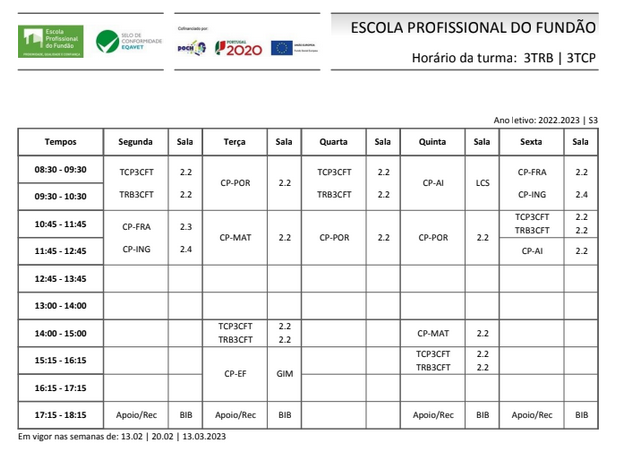 Escola
Profissional
do Fundão
SELO DE
CONFORMIDADE
EQAVET
Cofinanciado por:
POCH
PORTUGAL
2020
ESCOLA PROFISSIONAL DO FUNDÃO
Horário da turma: 3TRB | 3TCP
Ano letivo: 2022.2023 | S3
Tempos Segunda Sala Terça Sala Quarta Sala Quinta Sala Sexta Sala
08:30 - 09:30 TCP3CFT 2.2 CP-POR 2.2 TCP3CFT 2.2 CP-AI LCS CP-FRA 2.2
09:30 - 10:30 TRB3CFT 2.2 TRB3CFT 2.2 CP-ING 2.4
10:45 - 11:45 CP-FRA 2.3 CP-MAT 2.2 CP-POR 2.2 CP-POR 2.2 TCP3CFT 2.2
TRB3CFT 2.2
11:45 - 12:45 CP-ING 2.4 CP-AI 2.2
12:45 - 13:45
13:00 - 14:00
14:00 - 15:00 TCP3CFT 2.2 CP-MAT 2.2
TRB3CFT 2.2
15:15 - 16:15 CP-EF GIM TCP3CFT 2.2
TRB3CFT 2.2
16:15 - 17:15
17:15 - 18:15 Apoio/Rec BIB Apoio/Rec BIB Apoio/Rec BIB Apoio/Rec BIB
Em vigor nas semanas de: 13.02 | 20.02 | 13.03.2023